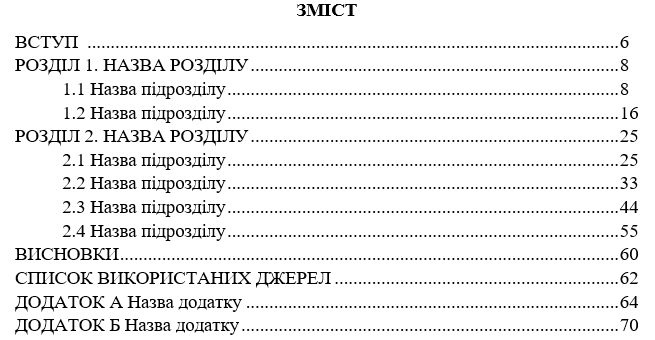 ЗМІСТ
ВСТУП ................................................................................................................6
РОЗДІЛ 1. НАЗВА РОЗДІЛУ..............................................................................8
1.1 Назва підрозділу...................................................................................8
1.2 Назва підрозділу...................................................................................16
РОЗДІЛ 2. НАЗВА РОЗДІЛУ..............................................................................25
2.1 Назва підрозділу...................................................................................25
2.2 Назва підрозділу...................................................................................33
2.3 Назва підрозділу...................................................................................44
2.4 Назва підрозділу...................................................................................55
ВИСНОВКИ...............................................................................................................60
СПИСОК ВИКОРИСТАНИХ ДЖЕРЕЛ ............................................................62
ДОДАТОК А Назва додатку ...............................................................................64
ДОДАТОК Б Назва додатку................................................................................70